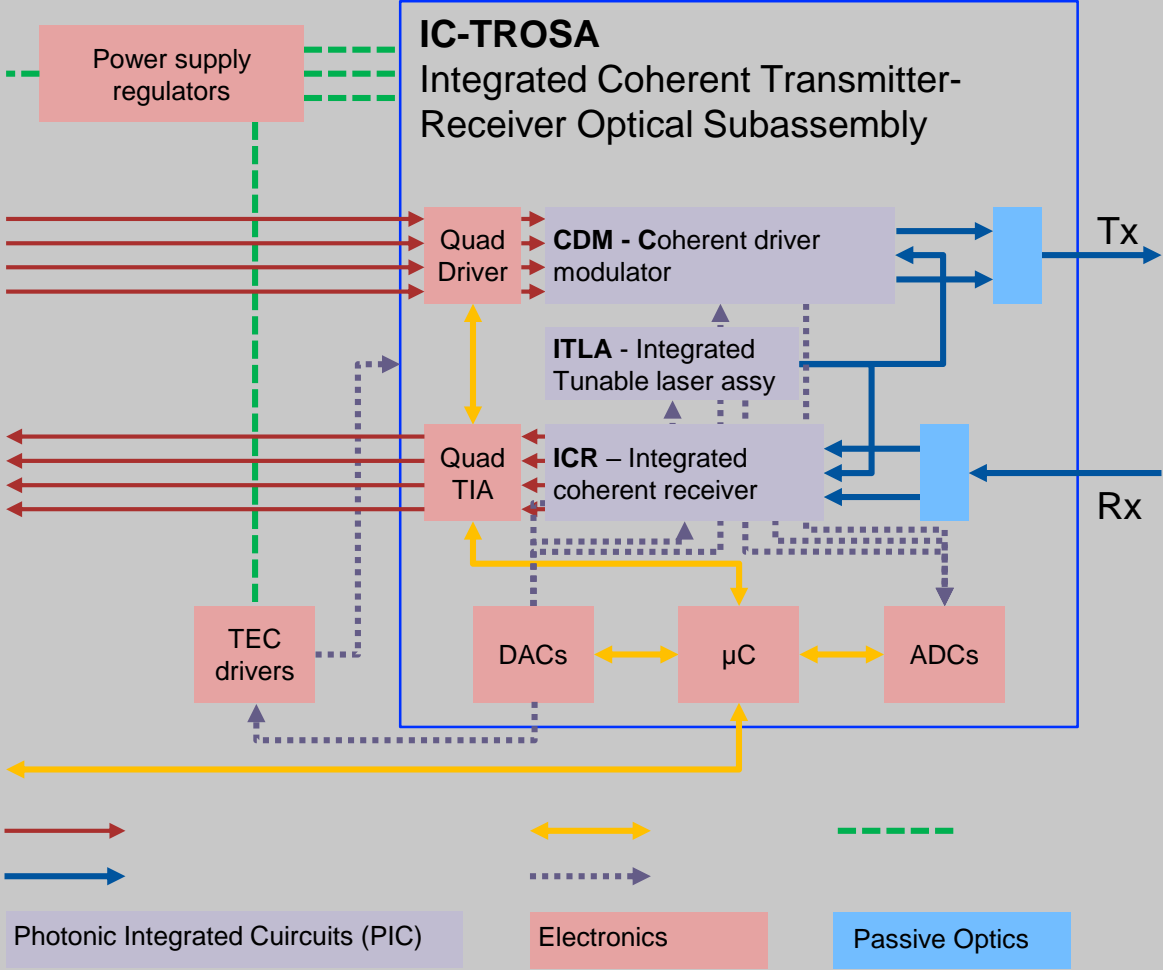 IC-TROSA
Integrated Coherent Transmitter-
Receiver Optical Subassembly
Power supply
regulators
Quad
Driver
CDM - Coherent driver
modulator
Tx
ITLA - Integrated
Tunable laser assy
Quad
TIA
ICR – Integrated
coherent receiver
Rx
TEC
drivers
DACs
µC
ADCs
Photonic Integrated Cuircuits (PIC)
Electronics
Passive Optics